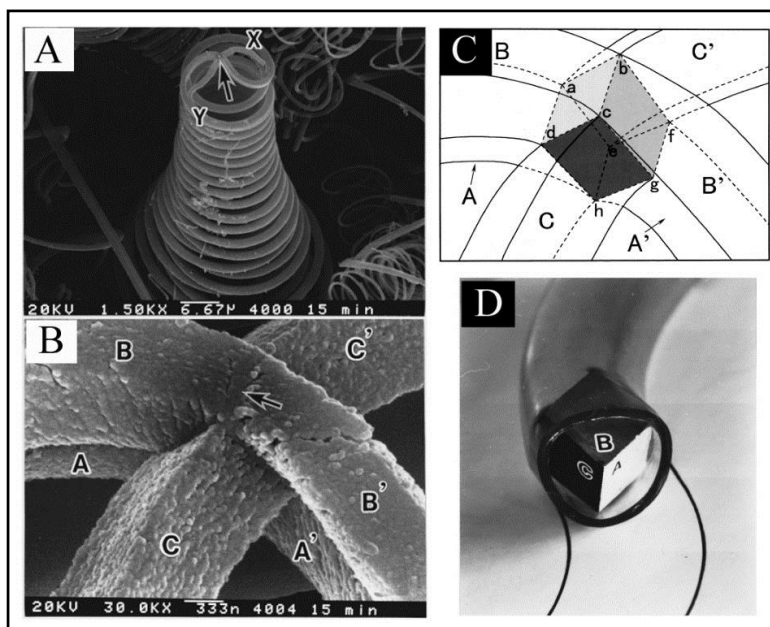 A
X
Y
20KV 1.50KX 6.67μ 4000 15 min
B
B
C'
A
C
B'
A'
20KV 30.0KX 333n 4004 15 min
C
B
C'
a
b
c
d
e
f
A
B'
C
g
h
A'
D
B
C
A